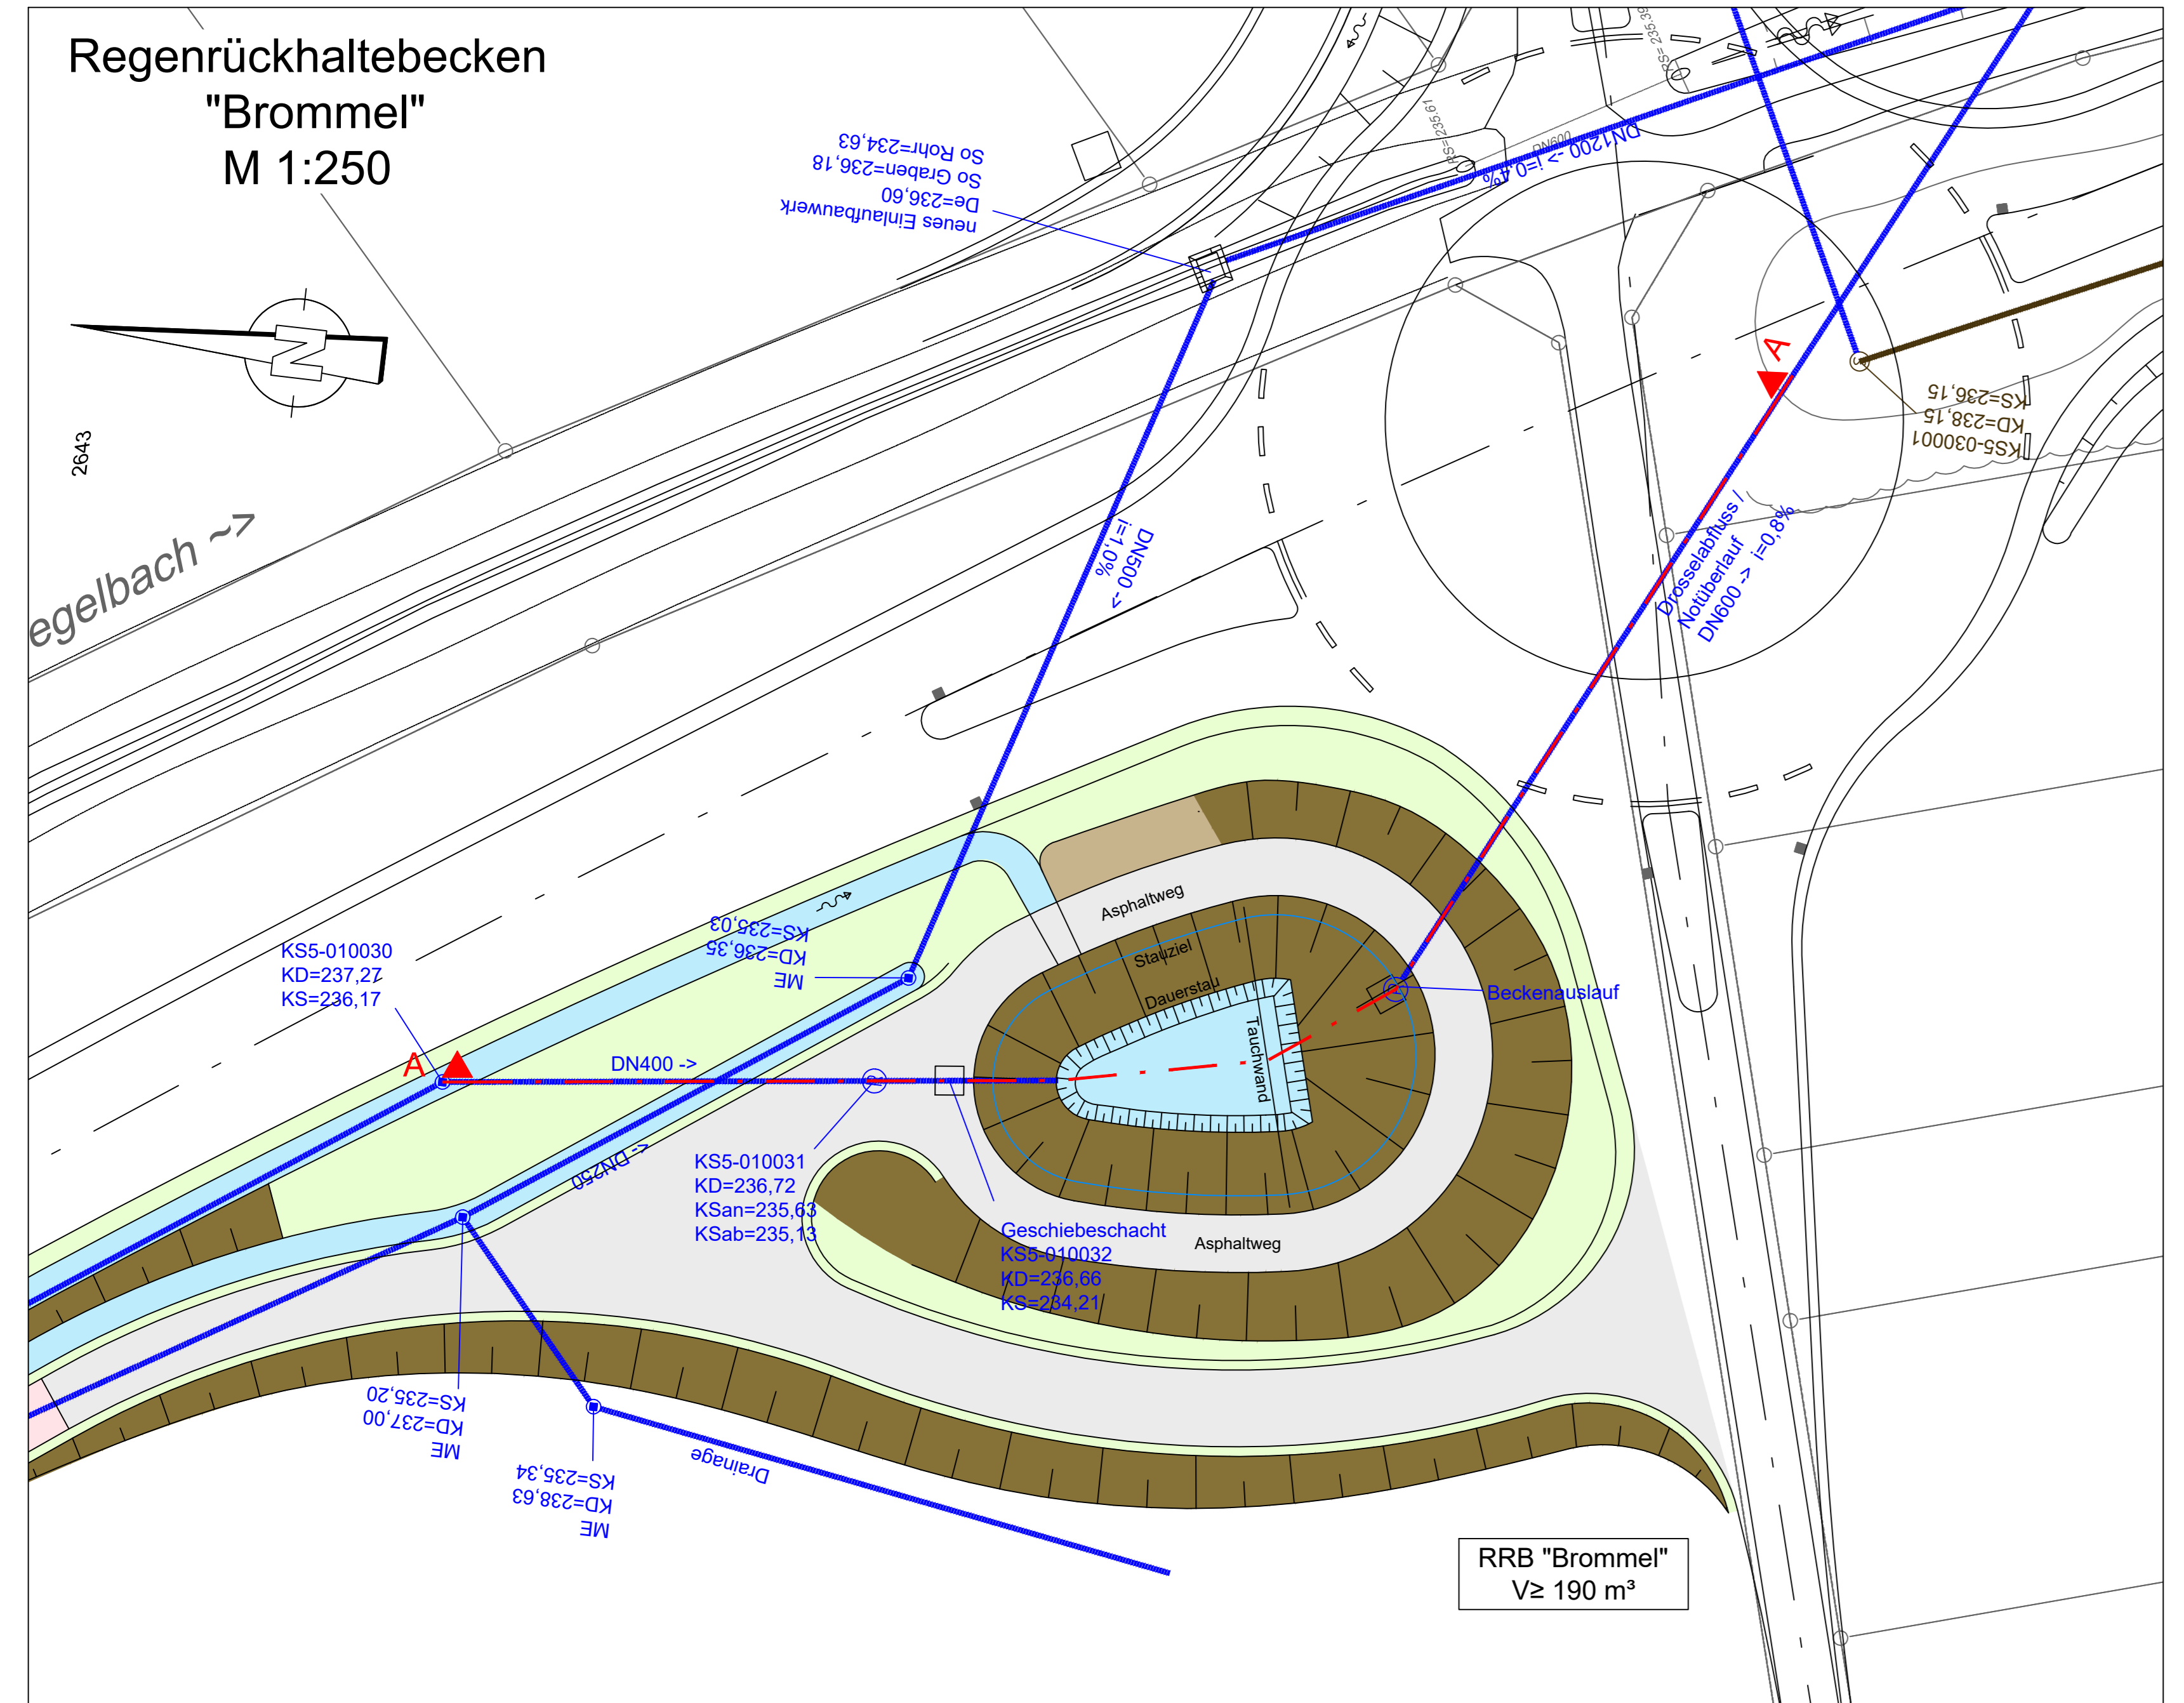 Regenrückhaltebecken
"Brommel"
M 1:250
N
2643
egelbach ~>
neues Einlaufbauwerk
De=236,60
So Graben=236,18
So Rohr=234,63
RS=235.61
RS= 235.39
DN600
DN1200 -> i=0,4%
A
KS5-030001
KD=238,15
KS=236,15
DN500 ->
i=1,0%
Drosselabfluss /
Notüberlauf
DN600 -> i=0,8%
ME
KD=236,35
KS=235,03
KS5-010030
KD=237,27
KS=236,17
A
DN400 ->
Asphaltweg
Stauziel
Dauerstau
Tauchwand
Beckenauslauf
DN250 ->
KS5-010031
KD=236,72
KSan=235,63
KSab=235,13
Geschiebeschacht
KS5-010032
KD=236,66
KS=234,21
Asphaltweg
ME
KD=237,00
KS=235,20
ME
KD=238,63
KS=235,34
Drainage
RRB "Brommel"
V≥ 190 m³